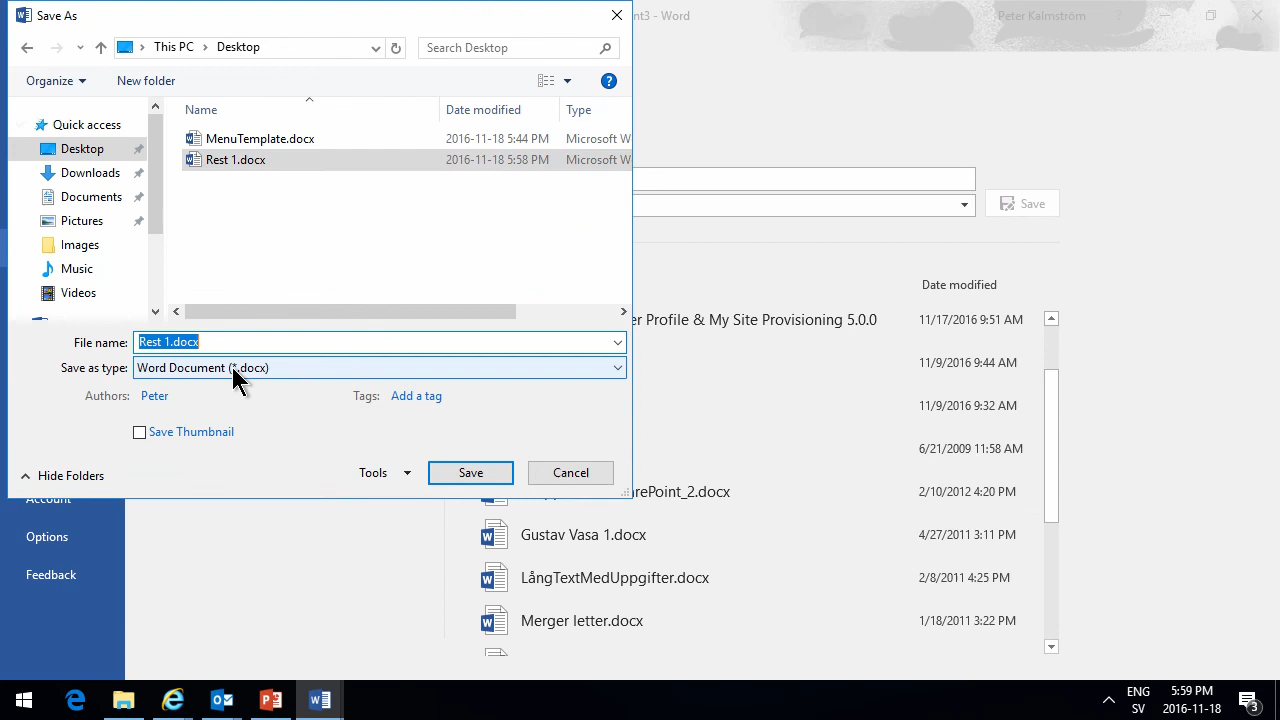 Save As
nt3 - Word
Peter Kalmström
This PC
Desktop
Search Desktop
Organize
New folder
?
Name
Date modified
Type
Quick access
Desktop
Downloads
Documents
Pictures
Images
Music
Videos
MenuTemplate.docx
2016-11-18 5:44 PM
Microsoft W
Rest 1.docx
2016-11-18 5:58 PM
Microsoft W
File name:
Rest 1.docx
Save as type:
Word Document (*.docx)
Authors:
Peter
Tags:
Add a tag
Save Thumbnail
Hide Folders
Tools
Save
Cancel
Save
Date modified
er Profile & My Site Provisioning 5.0.0
11/17/2016 9:51 AM
11/9/2016 9:44 AM
11/9/2016 9:32 AM
6/21/2009 11:58 AM
arePoint_2.docx
2/10/2012 4:20 PM
Gustav Vasa 1.docx
4/27/2011 3:11 PM
LångTextMedUppgifter.docx
2/8/2011 4:25 PM
Merger letter.docx
1/18/2011 3:22 PM
Account
Options
Feedback
ENG
SV
5:59 PM
2016-11-18
3